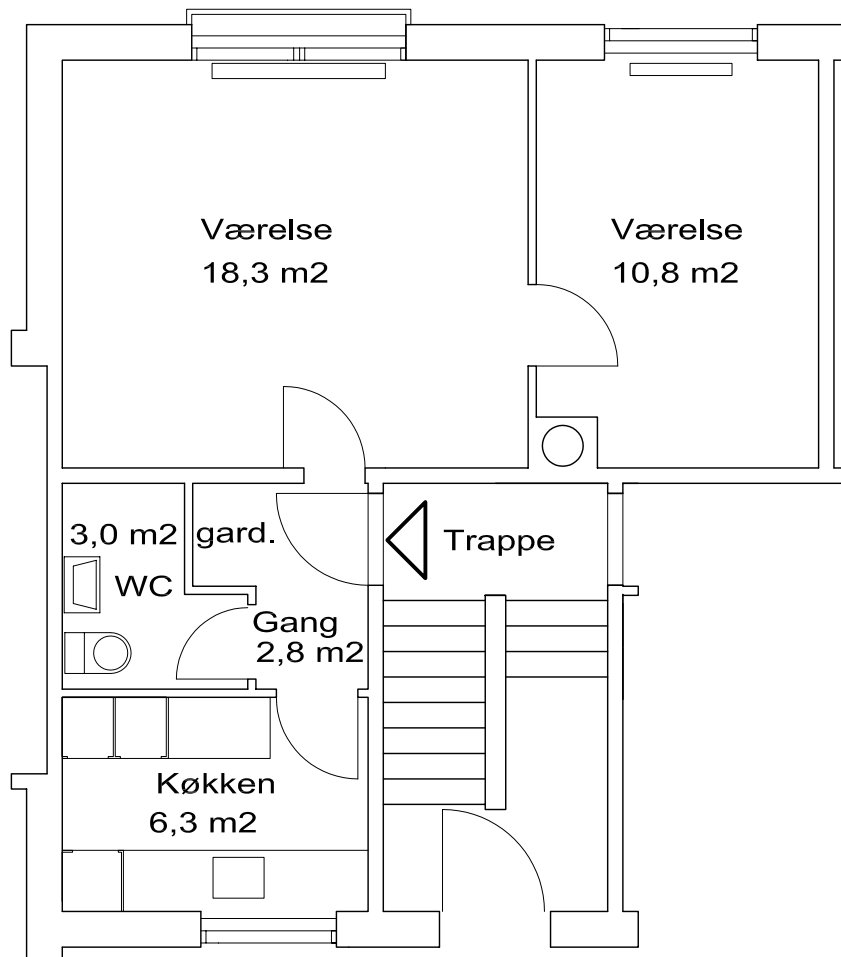 Værelse
18,3 m2
Værelse
10,8 m2
3,0 m2
WC
gard.
Trappe
Gang
2,8 m2
Køkken
6,3 m2